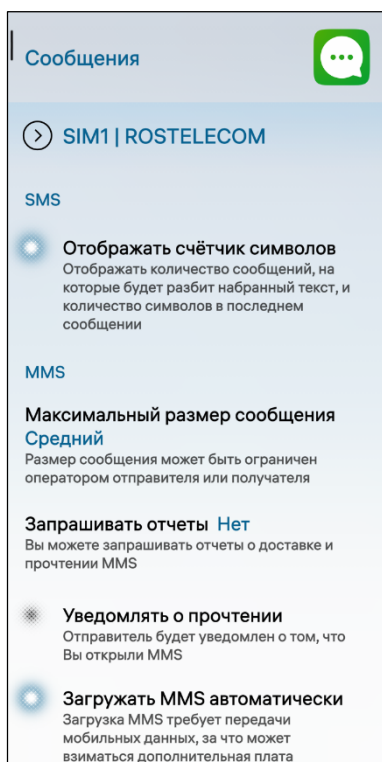 Сообщения
SIM1 | ROSTELECOM
SMS
Отображать счётчик символов
Отображать количество сообщений, на
которые будет разбит набранный текст, и
количество символов в последнем
сообщении
MMS
Максимальный размер сообщения
Средний
Размер сообщения может быть ограничен
оператором отправителя или получателя
Запрашивать отчеты Нет
Вы можете запрашивать отчеты о доставке и
прочтении MMS
Уведомлять о прочтении
Отправитель будет уведомлен о том, что
Вы открыли MMS
Загружать MMS автоматически
Загрузка MMS требует передачи
мобильных данных, за что может
взиматься дополнительная плата